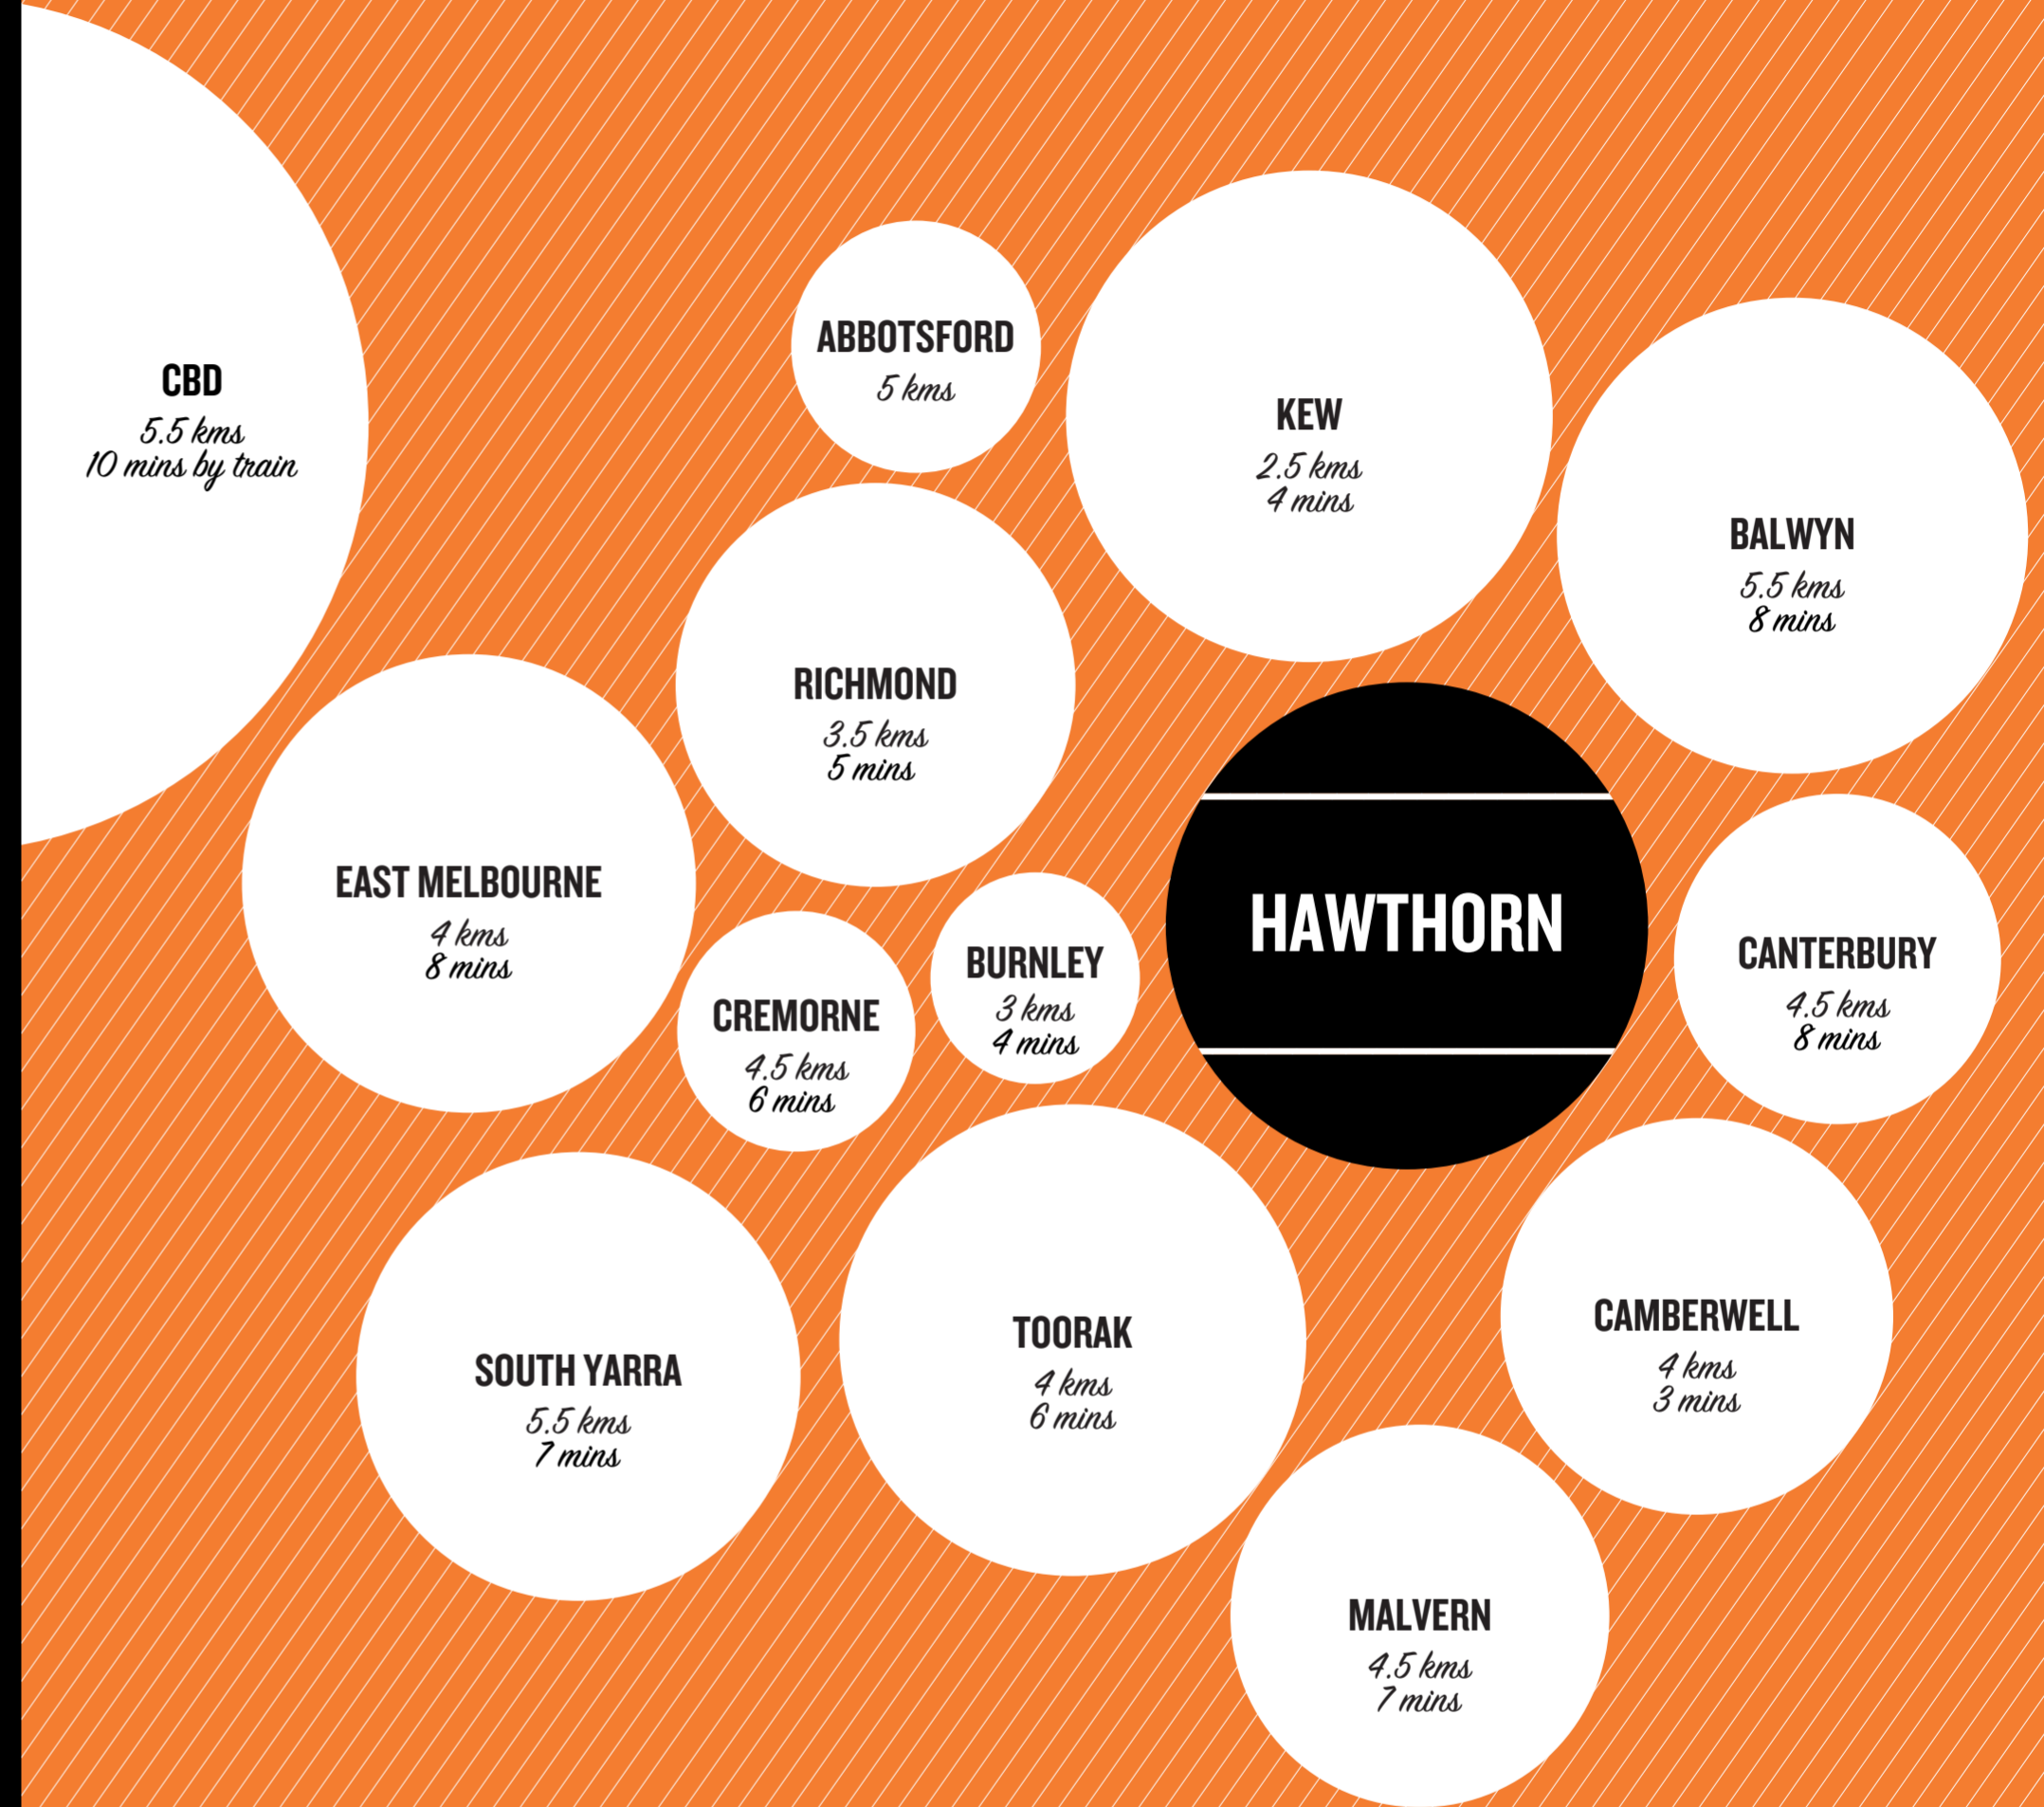 CBD
5.5 kms
10 mins by train
ABBOTSFORD
5 kms
KEW
2.5 kms
4 mins
BALWYN
5.5 kms
8 mins
RICHMOND
3.5 kms
5 mins
EAST MELBOURNE
4 kms
8 mins
CREMORNE
4.5 kms
6 mins
BURNLEY
3 kms
4 mins
HAWTHORN
CANTERBURY
4.5 kms
8 mins
SOUTH YARRA
5.5 kms
7 mins
TOORAK
4 kms
6 mins
CAMBERWELL
4 kms
3 mins
MALVERN
4.5 kms
7 mins